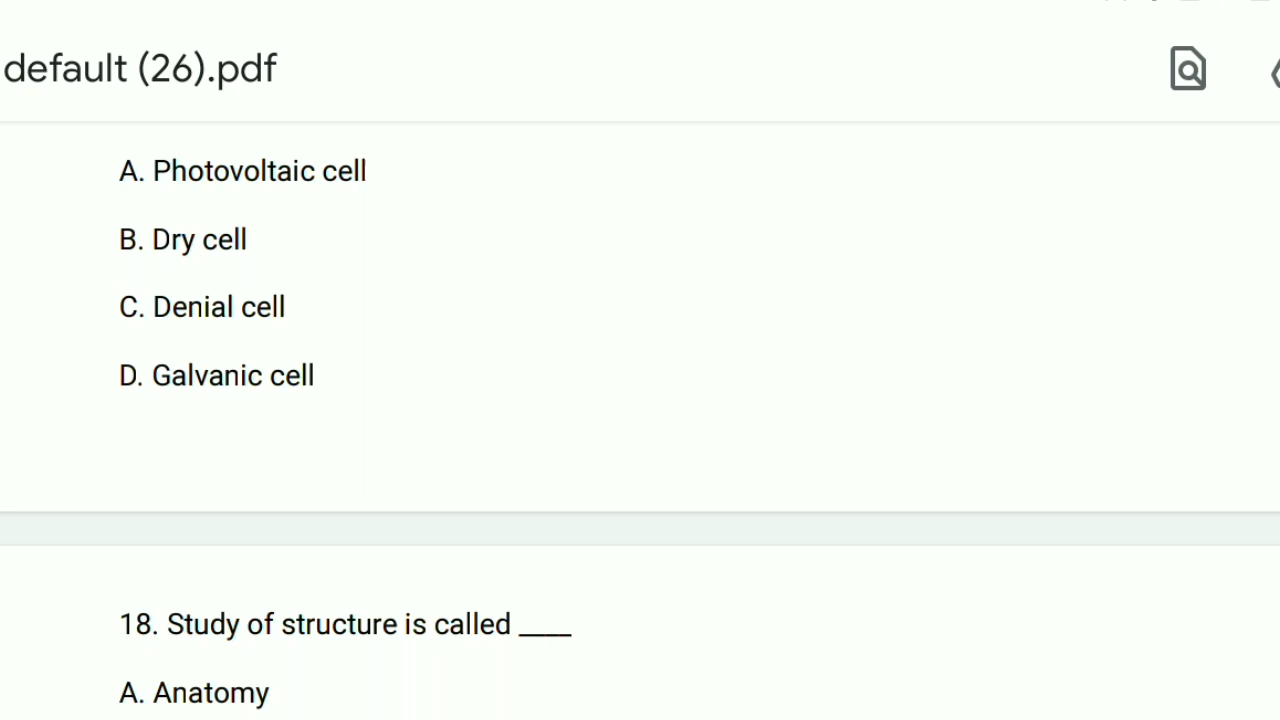 default (26).pdf
A. Photovoltaic cell
B. Dry cell
C. Denial cell
D. Galvanic cell
18. Study of structure is called ____
A. Anatomy